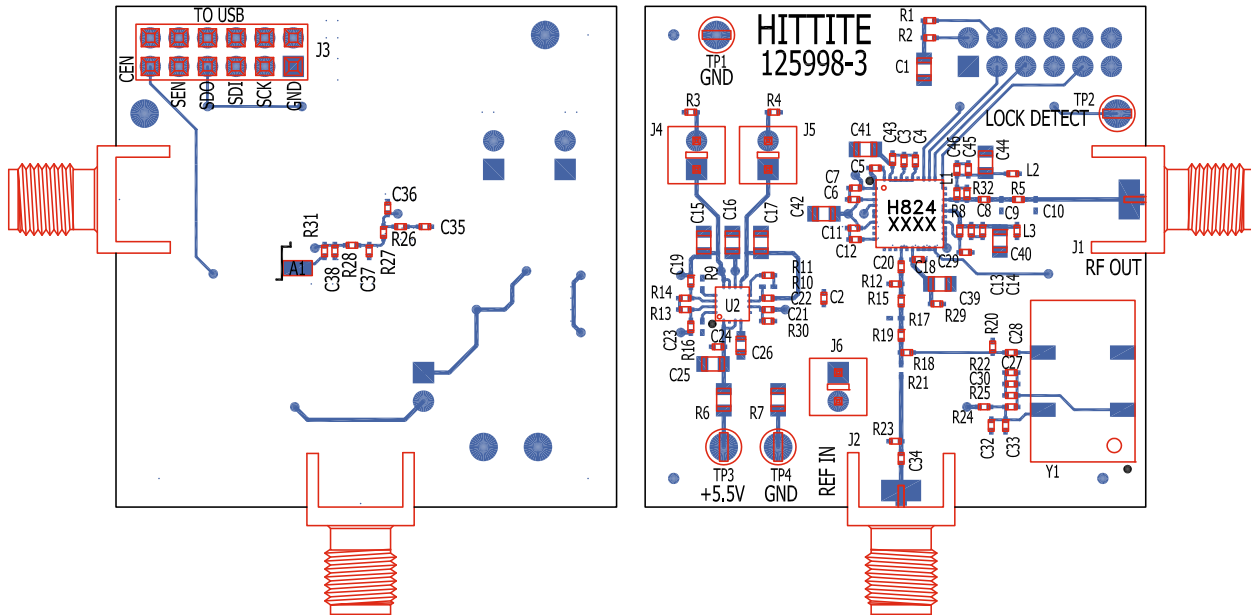 TO USB
J3
CEN
SEN
SDO
SDI
SCK
GND
C36
R31
R26
C35
A1
C38
R28
C37
R27
HITTITE
125998-3
TP1
GND
R1
R2
C1
TP2
LOCK DETECT
R3
R4
J4
J5
C41
C43
C3
C4
C46
C45
C44
C5
C7
C6
L1
L2
R32
R5
C42
H824
XXXX
C15
C16
C17
R8
C8
C9
C10
C11
C12
L3
J1
RF OUT
C40
C20
C18
C29
C13
C14
C19
R9
R11
R10
R12
R15
C39
R29
R14
R13
U2
C22
C21
R30
C2
C23
R16
C24
C26
C25
R17
R19
R18
R20
C28
R21
R22
C27
C30
R25
R24
J6
R6
R7
R23
C34
C32
C33
J2
REF IN
TP3
+5.5V
TP4
GND
Y1